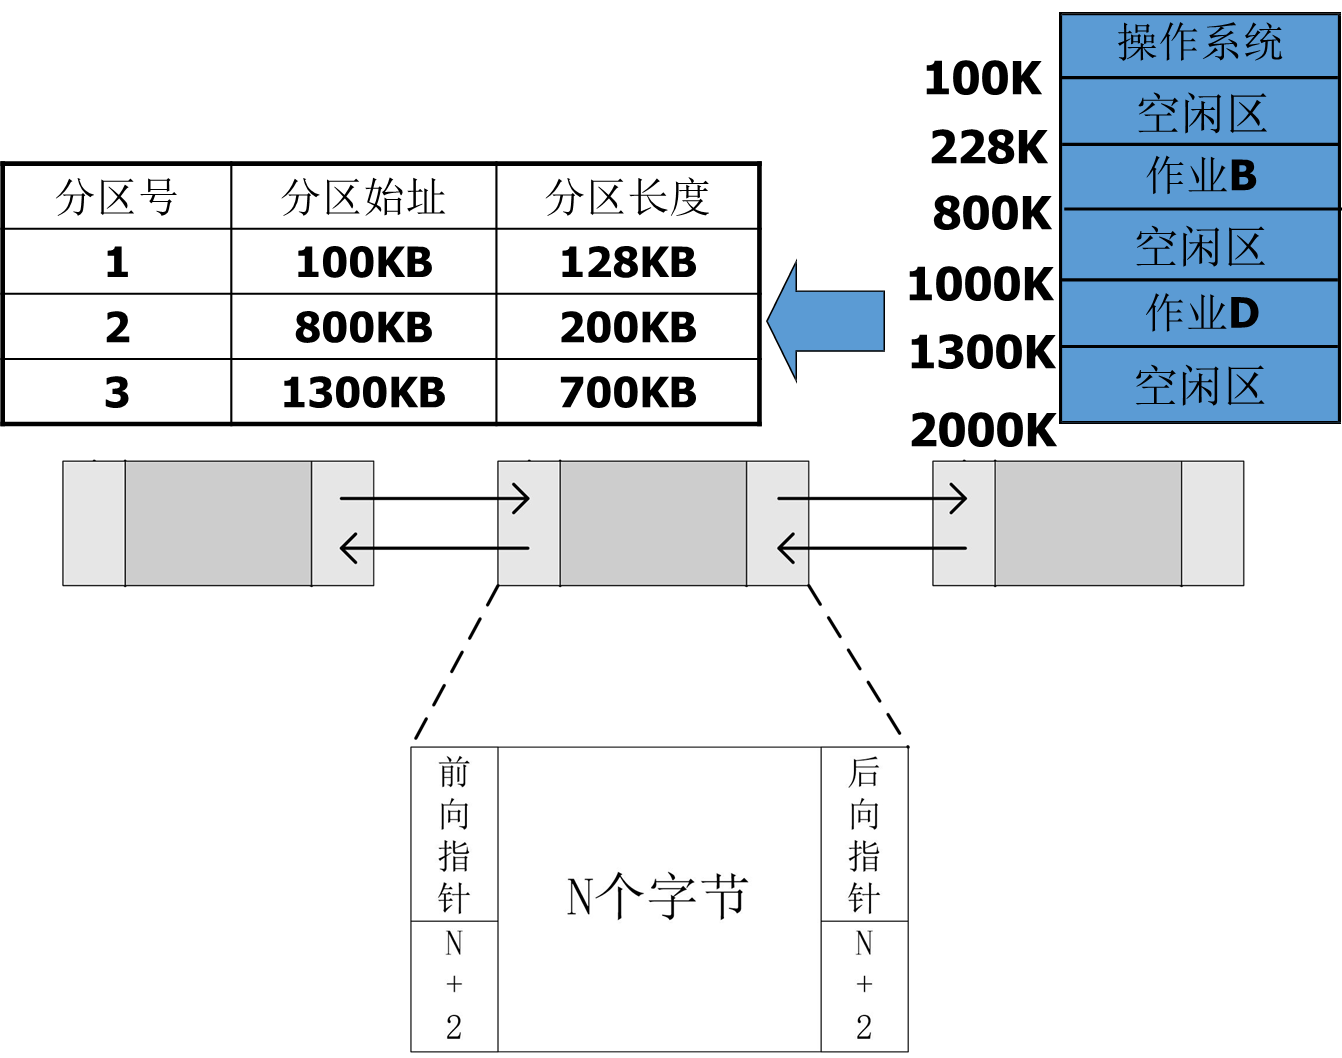 操作系统
100K
空闲区
228K
作业B
800K
空闲区
1000K
作业D
1300K
空闲区
2000K
分区号 分区始址 分区长度
1 100KB 128KB
2 800KB 200KB
3 1300KB 700KB
前向指针
N+2
N个字节
后向指针
N+2